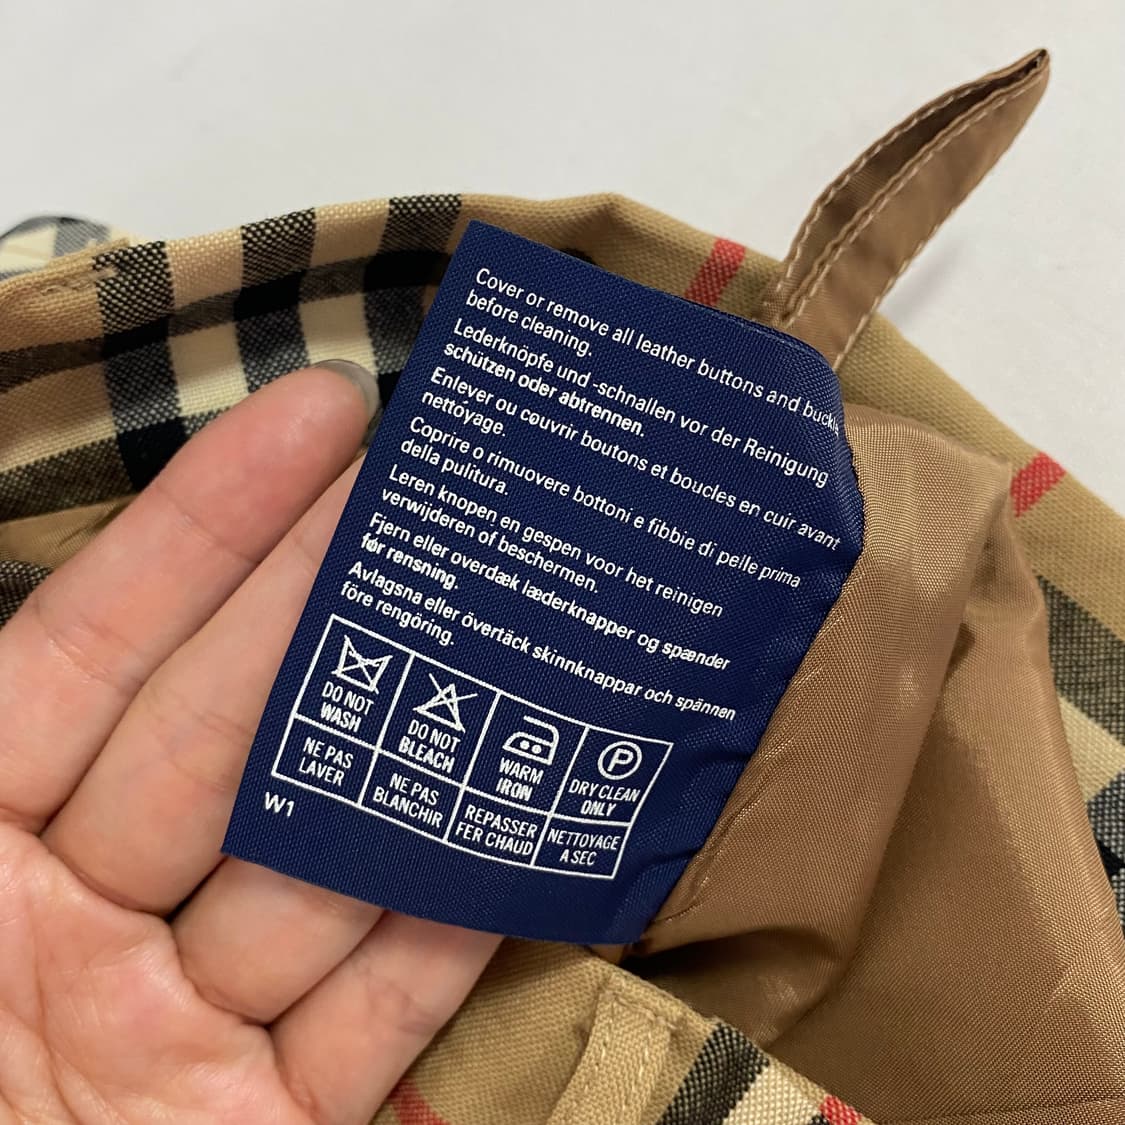 Cover or remove all leather buttons and buckle
before cleaning.
Lederknöpfe und -schnallen vor der Reinigung
schützen oder abtrennen.
Enlever ou couvrir boutons et boucles en cuir avant
nettoyage.
Coprire o rimuovere bottoni e fibbie di pelle prima
della pulitura.
Leren knopen en gespen voor het reinigen
verwijderen of beschermen.
Fjern eller overdæk læderknapper og spænder
før rensning.
Avlagsna eller övertäck skinnknappar och spännen
före rengöring.
DO NOT WASH
DO NOT BLEACH
WARM IRON
P
DRY CLEAN ONLY
NE PAS LAVER
NE PAS BLANCHIR
REPASSER FER CHAUD
NETTOYAGE A SEC
W1